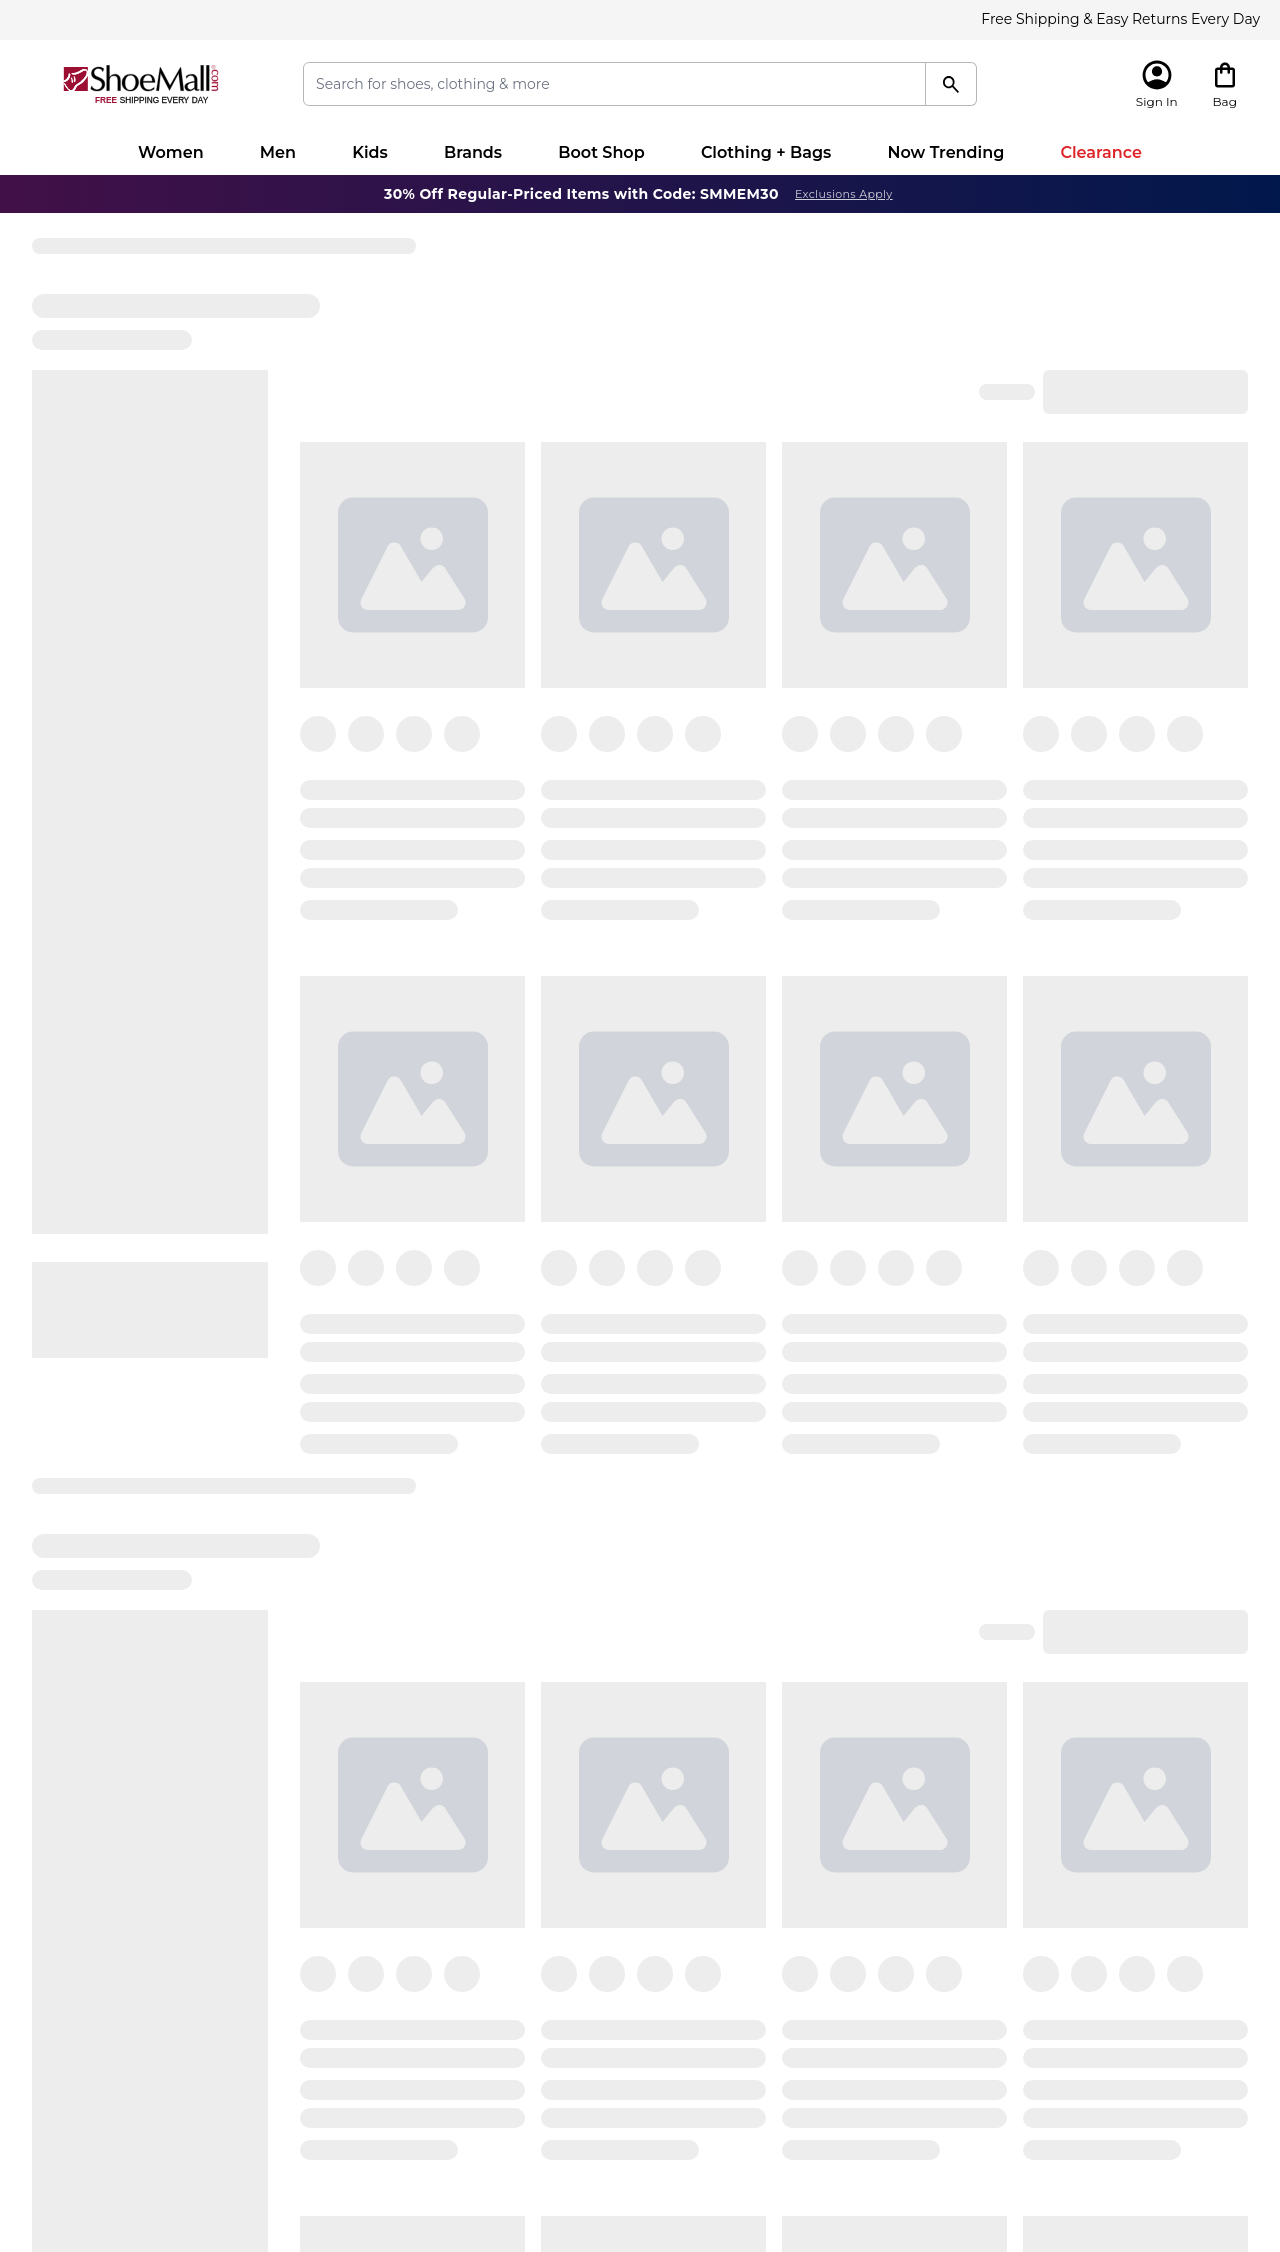 Free Shipping & Easy Returns Every Day
ShoeMall.com
FREE SHIPPING EVERY DAY
Search for shoes, clothing & more
Sign In
Bag
Women
Men
Kids
Brands
Boot Shop
Clothing + Bags
Now Trending
Clearance
30% Off Regular-Priced Items with Code: SMMEM30 Exclusions Apply